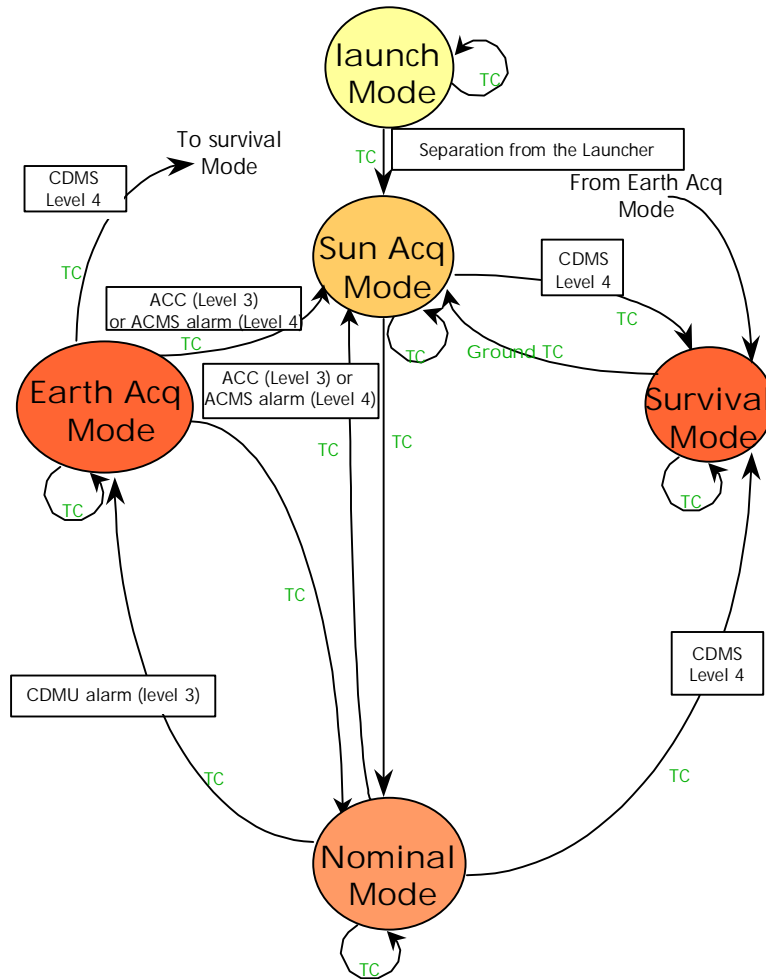 launch
Mode
TC
TC
Separation from the Launcher
To survival
Mode
CDMS
Level 4
From Earth Acq
Mode
Sun Acq
Mode
CDMS
Level 4
TC
ACC (Level 3)
or ACMS alarm (Level 4)
TC
TC
TC
Ground TC
ACC (Level 3) or
ACMS alarm (Level 4)
Earth Acq
Mode
Survival
Mode
TC
TC
TC
TC
TC
CDMS
Level 4
CDMU alarm (level 3)
TC
TC
Nominal
Mode
TC